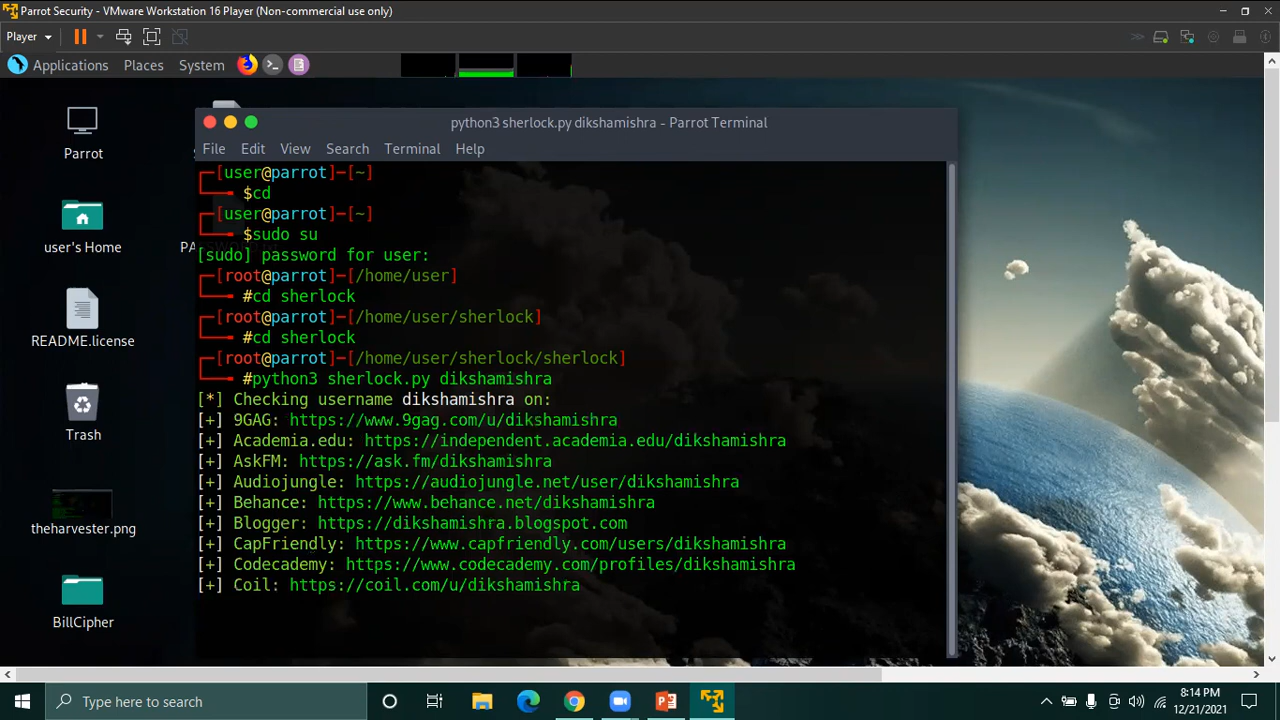 Parrot Security - VMware Workstation 16 Player (Non-commercial use only)
Player
Applications Places System
Parrot
user's Home
README.license
Trash
theharvester.png
BillCipher
python3 sherlock.py dikshamishra - Parrot Terminal
File Edit View Search Terminal Help
[user@parrot]-[~]
$cd
[user@parrot]-[~]
$sudo su
[sudo] password for user:
[root@parrot]-[/home/user]
#cd sherlock
[root@parrot]-[/home/user/sherlock]
#cd sherlock
[root@parrot]-[/home/user/sherlock/sherlock]
#python3 sherlock.py dikshamishra
[*] Checking username dikshamishra on:
[+] 9GAG: https://www.9gag.com/u/dikshamishra
[+] Academia.edu: https://independent.academia.edu/dikshamishra
[+] AskFM: https://ask.fm/dikshamishra
[+] Audiojungle: https://audiojungle.net/user/dikshamishra
[+] Behance: https://www.behance.net/dikshamishra
[+] Blogger: https://dikshamishra.blogspot.com
[+] CapFriendly: https://www.capfriendly.com/users/dikshamishra
[+] Codecademy: https://www.codecademy.com/profiles/dikshamishra
[+] Coil: https://coil.com/u/dikshamishra
Type here to search
8:14 PM
12/21/2021